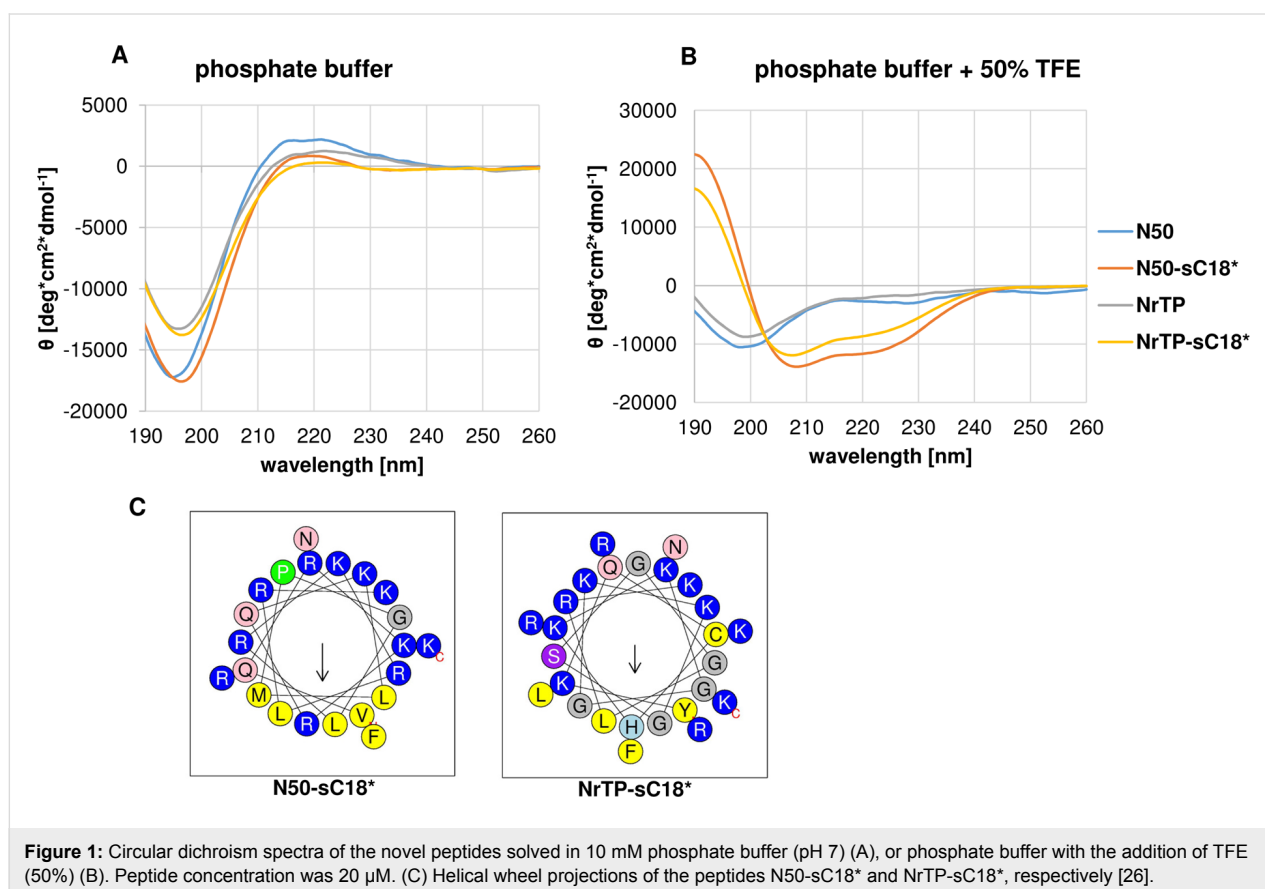 A
phosphate buffer
5000
0
-5000
-10000
-15000
-20000
θ [deg*cm²*dmol⁻¹]
190 200 210 220 230 240 250 260
wavelength [nm]
B
phosphate buffer + 50% TFE
30000
20000
10000
0
-10000
-20000
θ [deg*cm²*dmol⁻¹]
190 200 210 220 230 240 250 260
wavelength [nm]
N50
N50-sC18*
NrTP
NrTP-sC18*
C
N
P R K K K
R G
Q
R K K C
R Q R
M L
L R L V F
N50-sC18*
R N
Q G K
K K
R K
R K C K
S G
K G K C
L G Y R
L H G
F
NrTP-sC18*
Figure 1: Circular dichroism spectra of the novel peptides solved in 10 mM phosphate buffer (pH 7) (A), or phosphate buffer with the addition of TFE
(50%) (B). Peptide concentration was 20 µM. (C) Helical wheel projections of the peptides N50-sC18* and NrTP-sC18*, respectively [26].